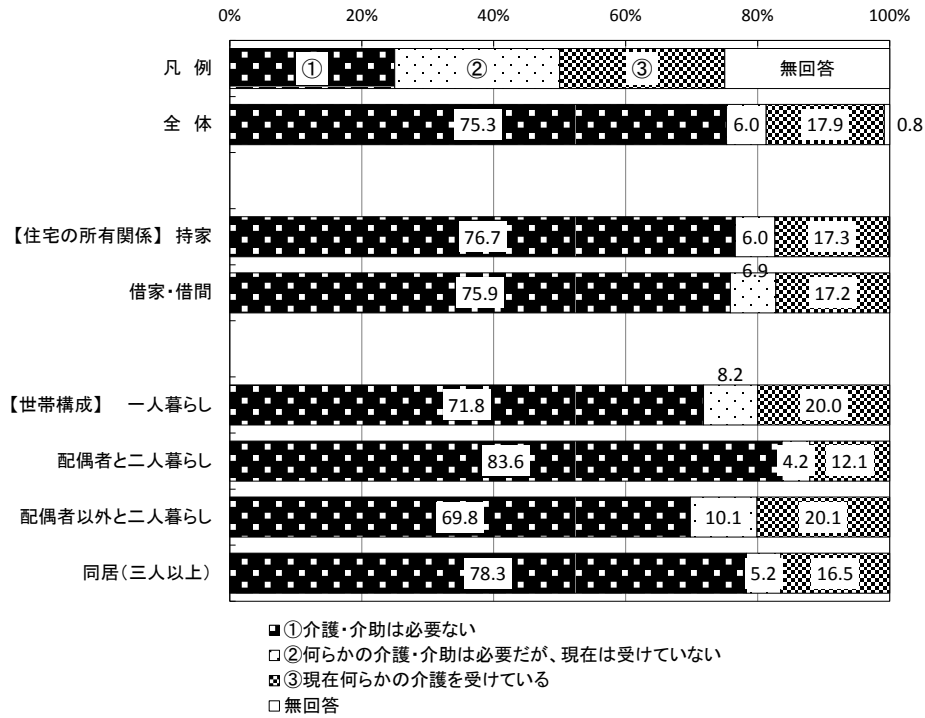 0% 20% 40% 60% 80% 100%
凡 例 ① ② ③ 無回答
全 体 75.3 6.0 17.9 0.8
【住宅の所有関係】 持家 76.7 6.0 17.3
借家・借間 75.9 6.9 17.2
【世帯構成】 一人暮らし 71.8 8.2 20.0
配偶者と二人暮らし 83.6 4.2 12.1
配偶者以外と二人暮らし 69.8 10.1 20.1
同居(三人以上) 78.3 5.2 16.5
①介護・介助は必要ない
②何らかの介護・介助は必要だが、現在は受けていない
③現在何らかの介護を受けている
無回答